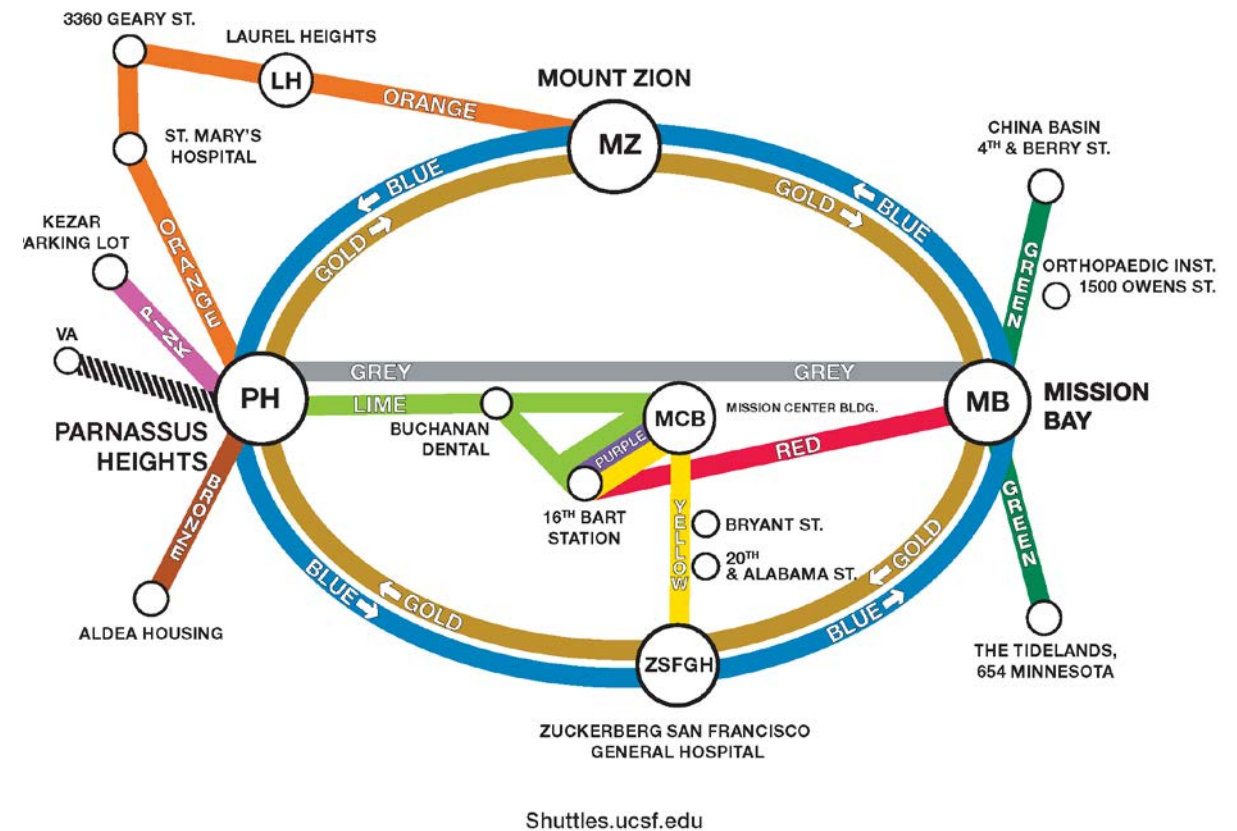 3360 GEARY ST.
LAUREL HEIGHTS
LH
ORANGE
MOUNT ZION
MZ
ST. MARY'S
HOSPITAL
CHINA BASIN
4TH & BERRY ST.
BLUE
GOLD
GOLD
BLUE
KEZAR
ARKING LOT
ORANGE
PINK
GREEN
ORTHOPAEDIC INST.
1500 OWENS ST.
VA
GREY
GREY
PH
LIME
BUCHANAN
DENTAL
MCB
MISSION CENTER BLDG.
MB
MISSION
BAY
PARNASSUS
HEIGHTS
PURPLE
RED
16TH BART
STATION
YELLOW
BRYANT ST.
20TH
& ALABAMA ST.
BRONZE
GREEN
BLUE
GOLD
GOLD
BLUE
ALDEA HOUSING
ZSFGH
THE TIDELANDS,
654 MINNESOTA
ZUCKERBERG SAN FRANCISCO
GENERAL HOSPITAL
Shuttles.ucsf.edu